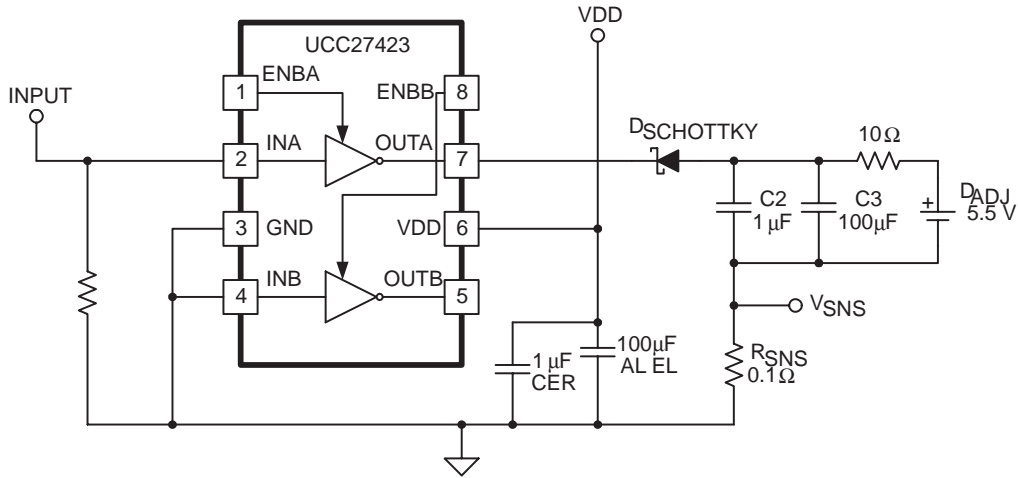 VDD
UCC27423
INPUT
1
ENBA
ENBB
8
DSCHOTTKY
10Ω
2
INA
OUTA
7
C2
1 µF
C3
100µF
+
DADJ
5.5 V
3
GND
VDD
6
4
INB
OUTB
5
VSNS
1 µF
CER
100µF
AL EL
RSNS
0.1Ω